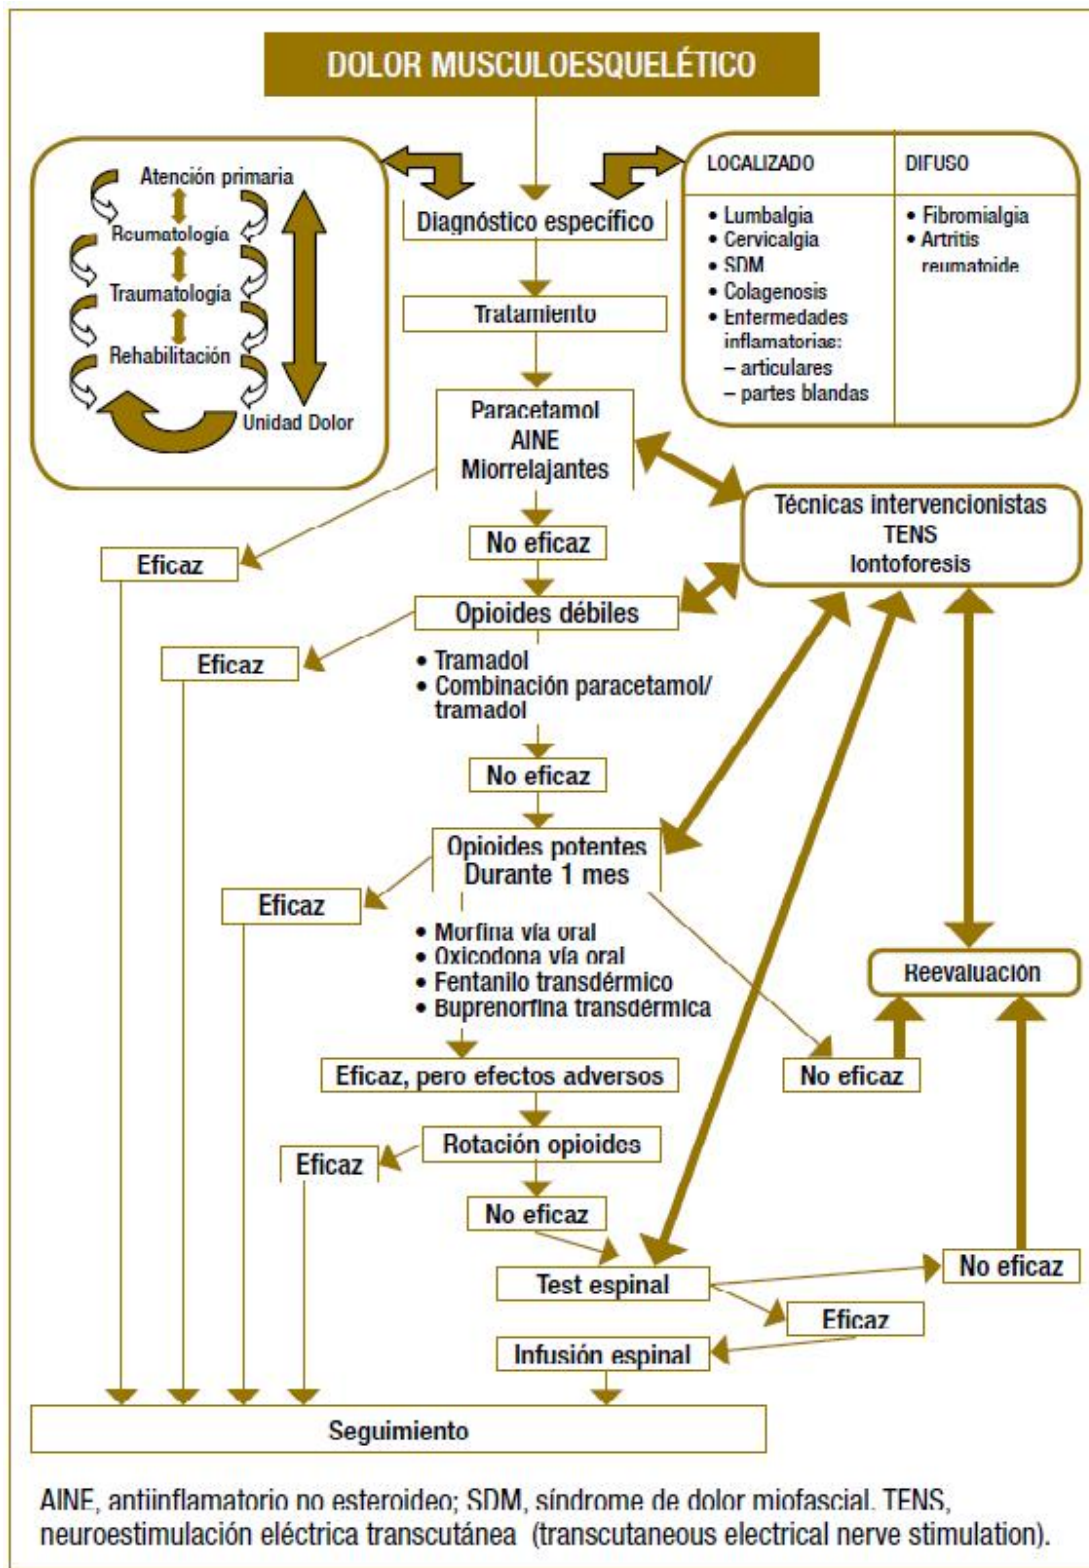 DOLOR MUSCULOESQUELÉTICO
Atención primaria
Reumatología
Traumatología
Rehabilitación
Unidad Dolor
Diagnóstico específico
LOCALIZADO
• Lumbalgia
• Cervicalgia
• SDM
• Colagenosis
• Enfermedades
inflamatorias:
– articulares
– partes blandas
DIFUSO
• Fibromialgia
• Artritis
reumatoide
Tratamiento
Paracetamol
AINE
Miorrelajantes
Técnicas intervencionistas
TENS
Iontoforesis
No eficaz
Eficaz
Opioides débiles
Eficaz
• Tramadol
• Combinación paracetamol/
tramadol
No eficaz
Opioides potentes
Durante 1 mes
Eficaz
• Morfina vía oral
• Oxicodona vía oral
• Fentanilo transdérmico
• Buprenorfina transdérmica
Reevaluación
Eficaz, pero efectos adversos
No eficaz
Rotación opioides
Eficaz
No eficaz
Test espinal
No eficaz
Eficaz
Infusión espinal
Seguimiento
AINE, antiinflamatorio no esteroideo; SDM, síndrome de dolor miofascial. TENS,
neuroestimulación eléctrica transcutánea (transcutaneous electrical nerve stimulation).